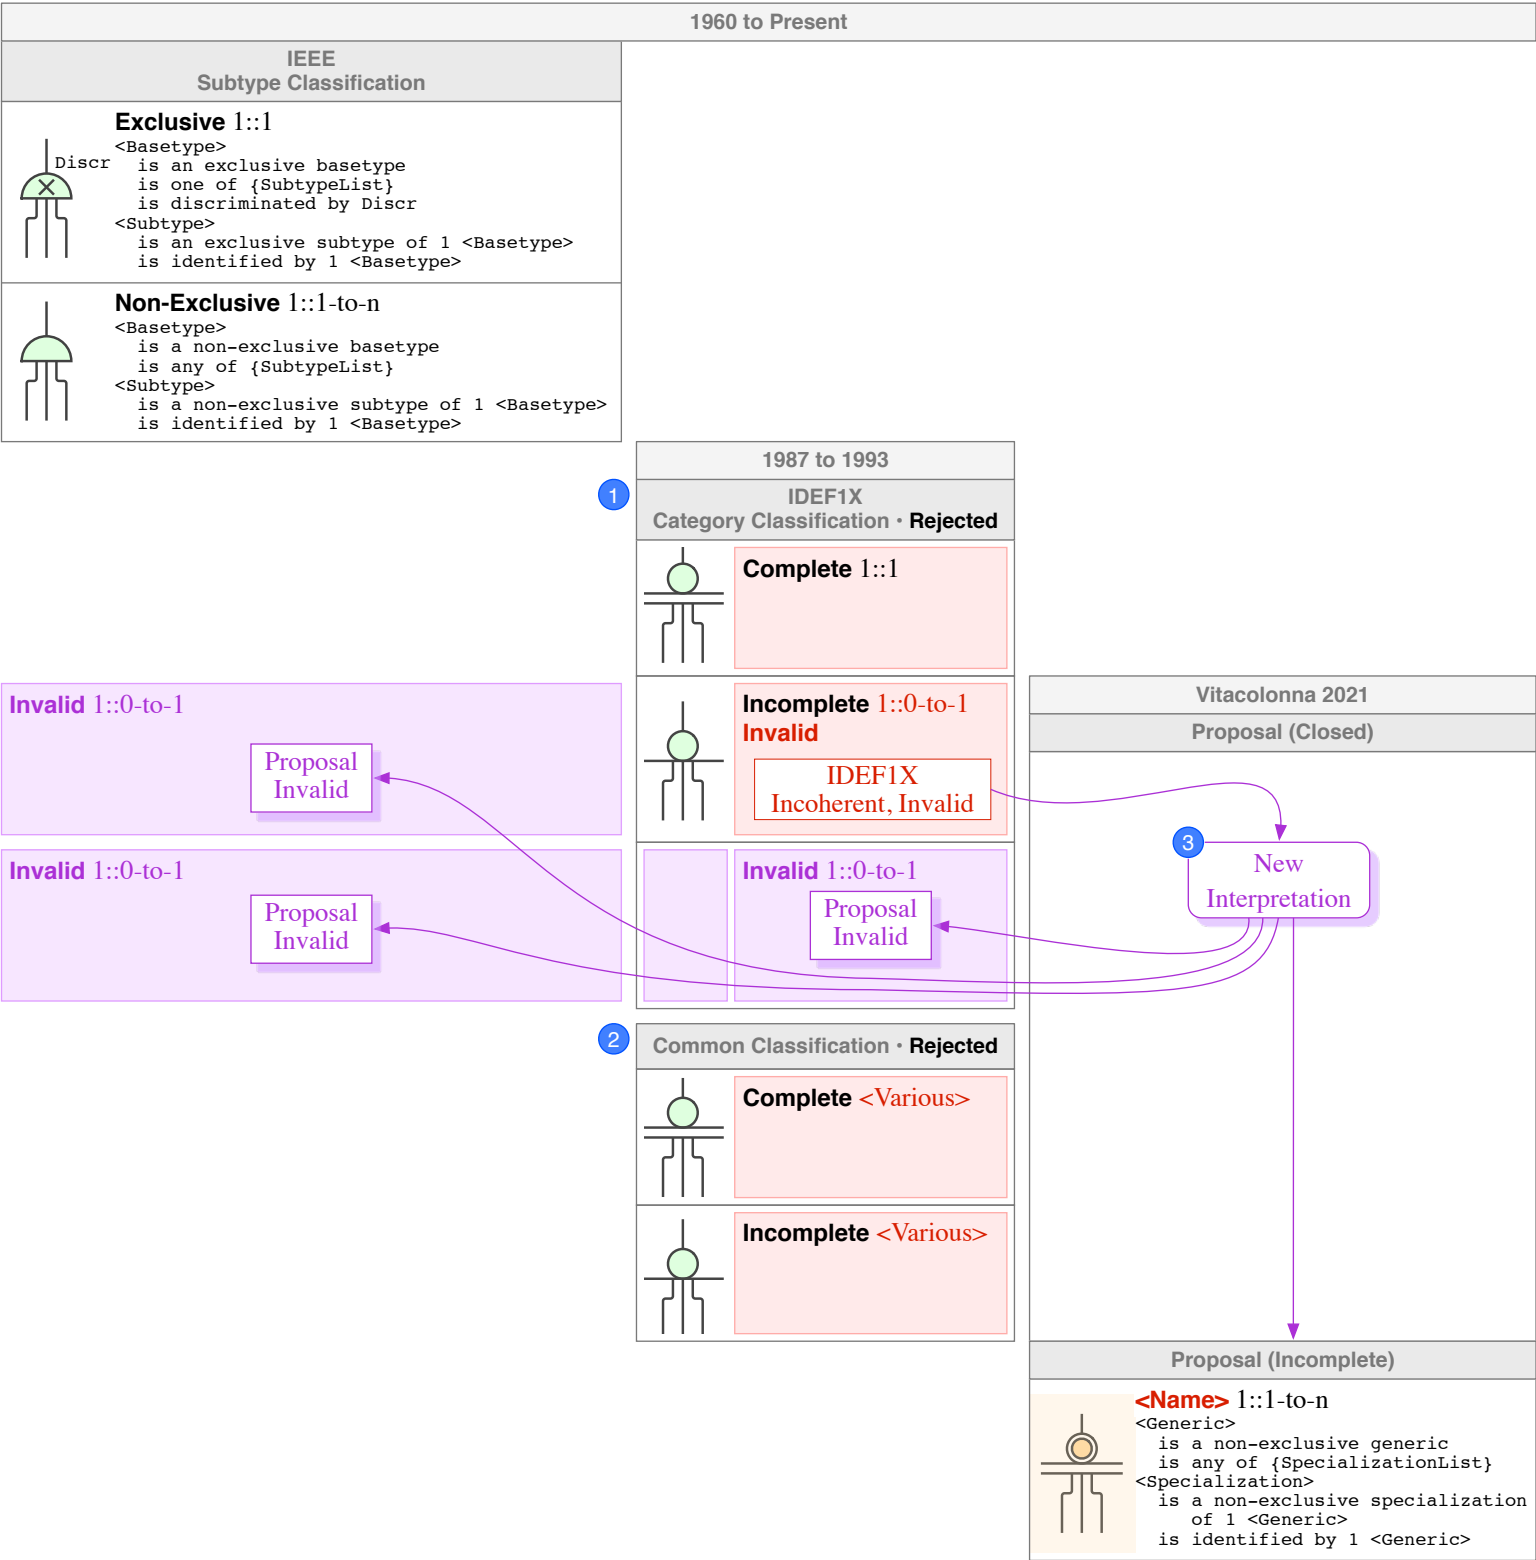 1960 to Present
IEEE
Subtype Classification
Exclusive 1::1
Discr
<Basetype>
is an exclusive basetype
is one of {SubtypeList}
is discriminated by Discr
<Subtype>
is an exclusive subtype of 1 <Basetype>
is identified by 1 <Basetype>
Non-Exclusive 1::1-to-n
<Basetype>
is a non-exclusive basetype
is any of {SubtypeList}
<Subtype>
is a non-exclusive subtype of 1 <Basetype>
is identified by 1 <Basetype>
1987 to 1993
1
IDEF1X
Category Classification · Rejected
Complete 1::1
Invalid 1::0-to-1
Proposal
Invalid
Incomplete 1::0-to-1
Invalid
IDEF1X
Incoherent, Invalid
Vitacolonna 2021
Proposal (Closed)
3
New
Interpretation
Invalid 1::0-to-1
Proposal
Invalid
Invalid 1::0-to-1
Proposal
Invalid
2
Common Classification · Rejected
Complete <Various>
Incomplete <Various>
Proposal (Incomplete)
<Name> 1::1-to-n
<Generic>
is a non-exclusive generic
is any of {SpecializationList}
<Specialization>
is a non-exclusive specialization
of 1 <Generic>
is identified by 1 <Generic>